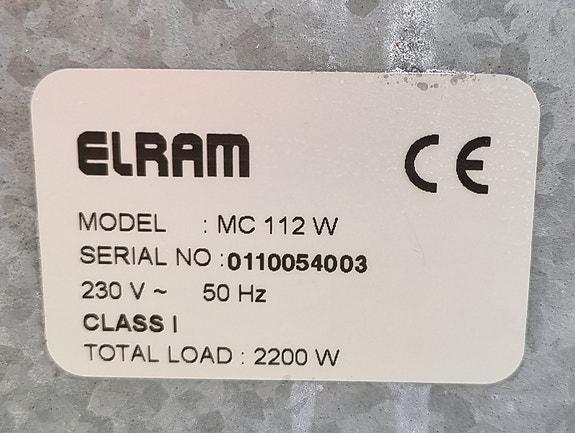 ELRAM CE
MODEL : MC 112 W
SERIAL NO : 0110054003
230 V ~ 50 Hz
CLASS I
TOTAL LOAD : 2200 W